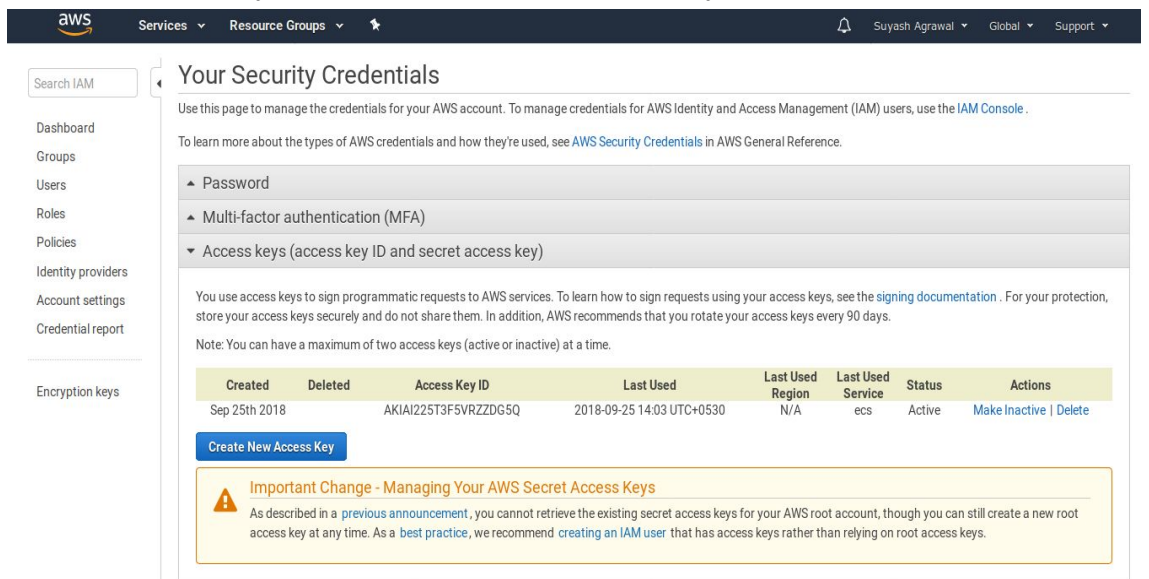 aws Services Resource Groups Suyash Agrawal Global Support
Search IAM
Dashboard
Groups
Users
Roles
Policies
Identity providers
Account settings
Credential report
Encryption keys
Your Security Credentials
Use this page to manage the credentials for your AWS account. To manage credentials for AWS Identity and Access Management (IAM) users, use the IAM Console .
To learn more about the types of AWS credentials and how they're used, see AWS Security Credentials in AWS General Reference.
Password
Multi-factor authentication (MFA)
Access keys (access key ID and secret access key)
You use access keys to sign programmatic requests to AWS services. To learn how to sign requests using your access keys, see the signing documentation . For your protection,
store your access keys securely and do not share them. In addition, AWS recommends that you rotate your access keys every 90 days.
Note: You can have a maximum of two access keys (active or inactive) at a time.
Created Deleted Access Key ID Last Used Last Used Region Last Used Service Status Actions
Sep 25th 2018 AKIAI225T3F5VRZZDG5Q 2018-09-25 14:03 UTC+0530 N/A ecs Active Make Inactive | Delete
Create New Access Key
Important Change - Managing Your AWS Secret Access Keys
As described in a previous announcement, you cannot retrieve the existing secret access keys for your AWS root account, though you can still create a new root
access key at any time. As a best practice, we recommend creating an IAM user that has access keys rather than relying on root access keys.